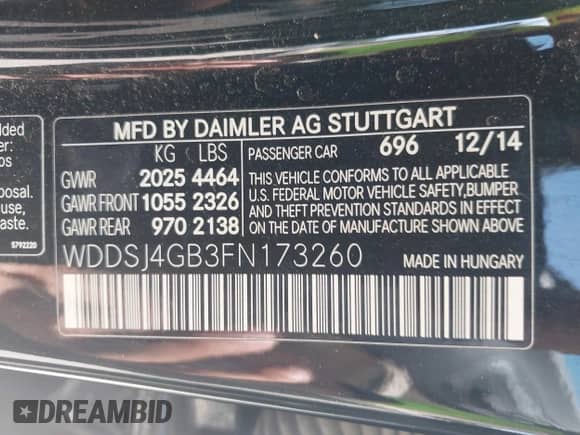 MFD BY DAIMLER AG STUTTGART
KG LBS PASSENGER CAR 696 12/14
GVWR 2025 4464
GAWR FRONT 1055 2326
GAWR REAR 970 2138
THIS VEHICLE CONFORMS TO ALL APPLICABLE
U.S. FEDERAL MOTOR VEHICLE SAFETY, BUMPER
AND THEFT PREVENTION STANDARDS IN EFFECT
ON THE DATE OF MANUFACTURE SHOWN ABOVE
WDDSJ4GB3FN173260 MADE IN HUNGARY
5792220
DREAMBID